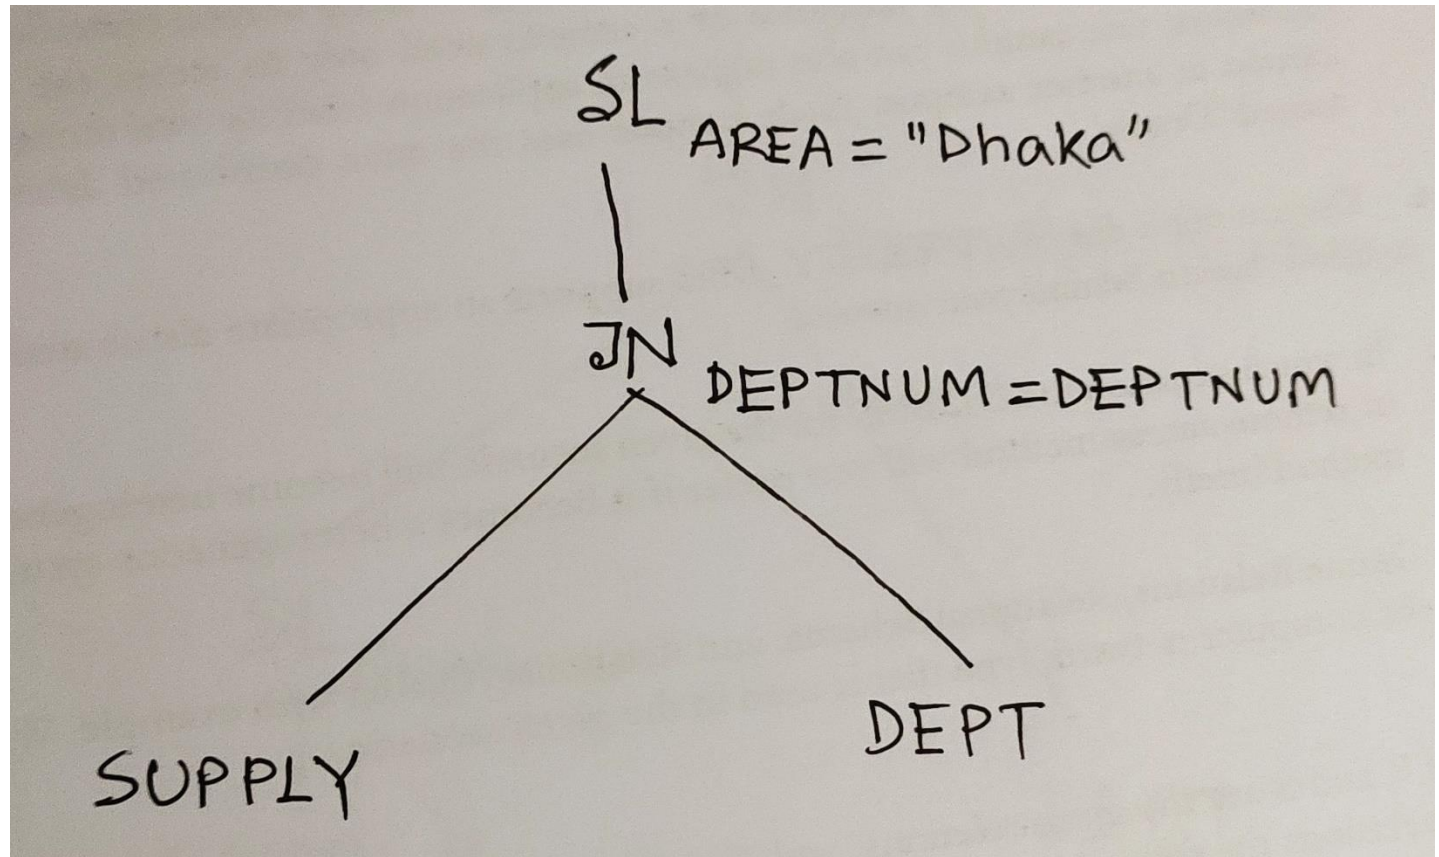 SL
AREA = "Dhaka"
JN
DEPTNUM = DEPTNUM
SUPPLY
DEPT